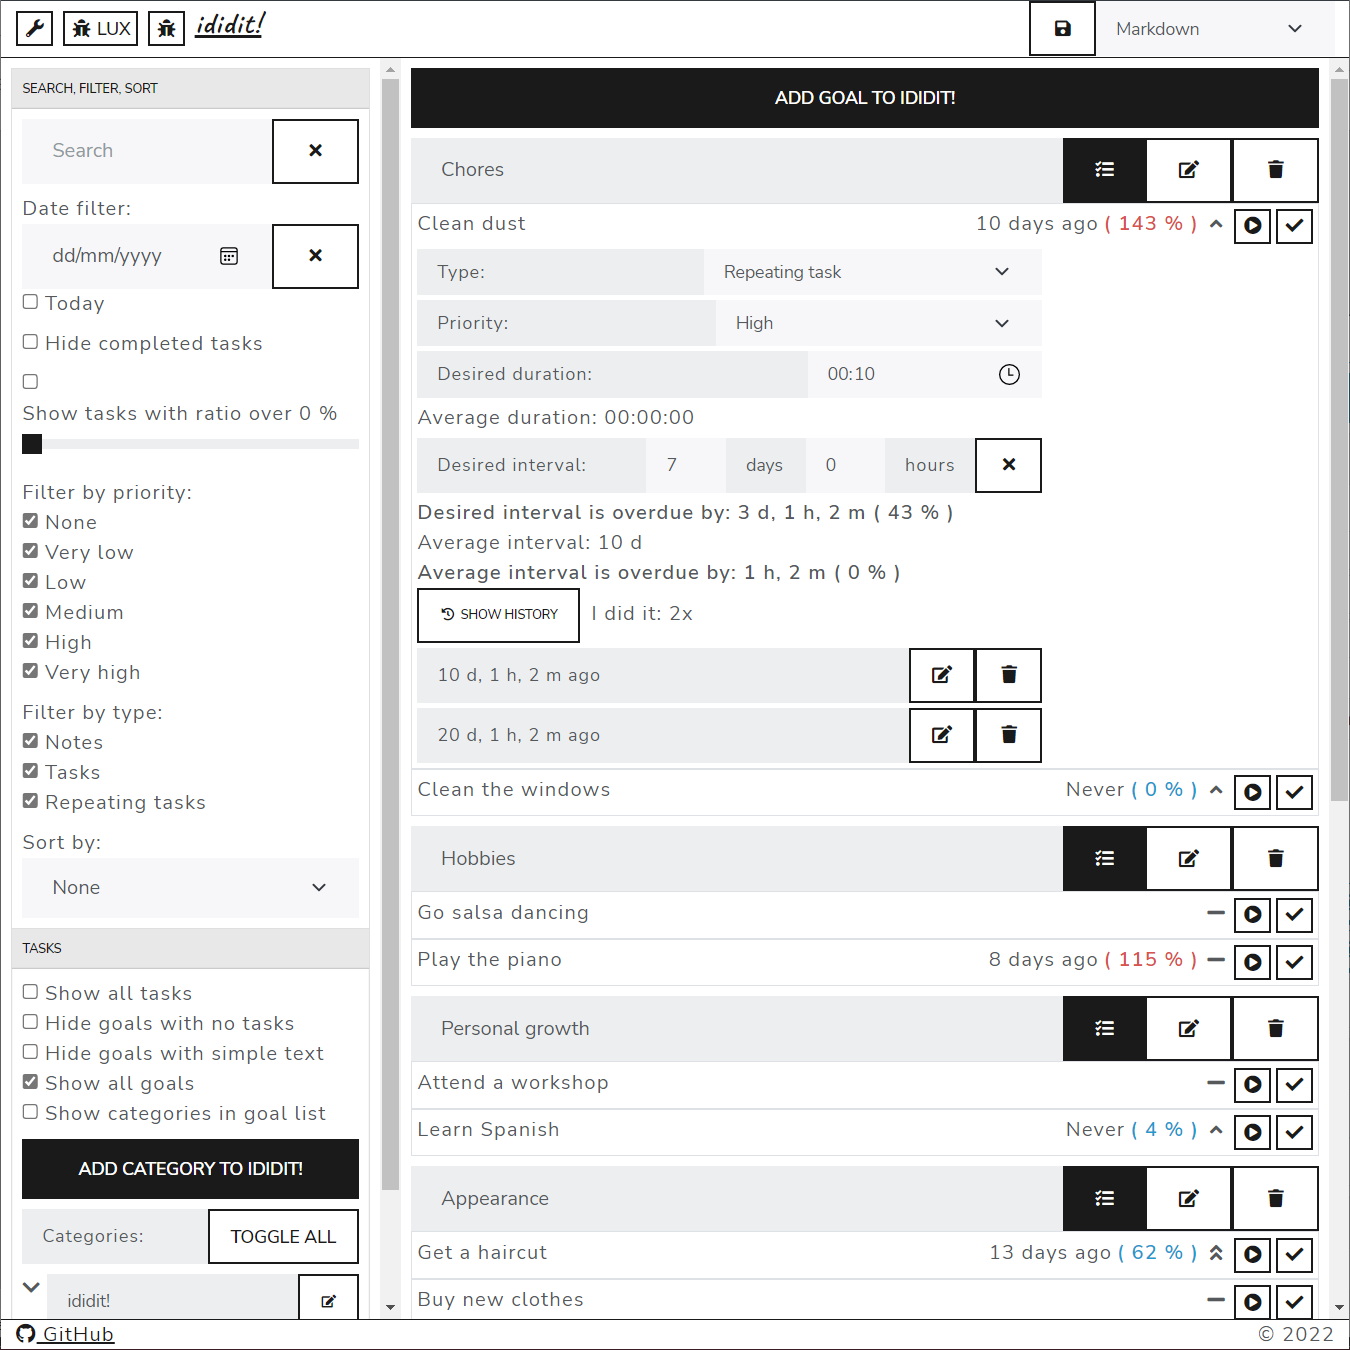 LUX
ididit!
Markdown
SEARCH, FILTER, SORT
Search
Date filter:
dd/mm/yyyy
Today
Hide completed tasks
Show tasks with ratio over 0 %
Filter by priority:
None
Very low
Low
Medium
High
Very high
Filter by type:
Notes
Tasks
Repeating tasks
Sort by:
None
TASKS
Show all tasks
Hide goals with no tasks
Hide goals with simple text
Show all goals
Show categories in goal list
ADD CATEGORY TO IDIDIT!
Categories:
TOGGLE ALL
ididit!
ADD GOAL TO IDIDIT!
Chores
Clean dust
10 days ago ( 143 % )
Type:
Repeating task
Priority:
High
Desired duration:
00:10
Average duration: 00:00:00
Desired interval:
7
days
0
hours
Desired interval is overdue by: 3 d, 1 h, 2 m ( 43 % )
Average interval: 10 d
Average interval is overdue by: 1 h, 2 m ( 0 % )
SHOW HISTORY
I did it: 2x
10 d, 1 h, 2 m ago
20 d, 1 h, 2 m ago
Clean the windows
Never ( 0 % )
Hobbies
Go salsa dancing
Play the piano
8 days ago ( 115 % )
Personal growth
Attend a workshop
Learn Spanish
Never ( 4 % )
Appearance
Get a haircut
13 days ago ( 62 % )
Buy new clothes
GitHub
© 2022